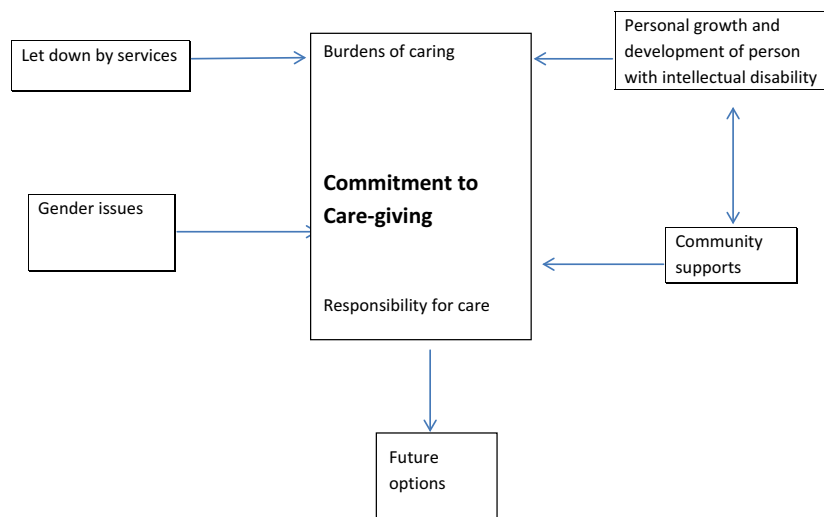 Let down by services
Burdens of caring
Personal growth and
development of person
with intellectual disability
Commitment to
Care-giving
Gender issues
Community
supports
Responsibility for care
Future
options